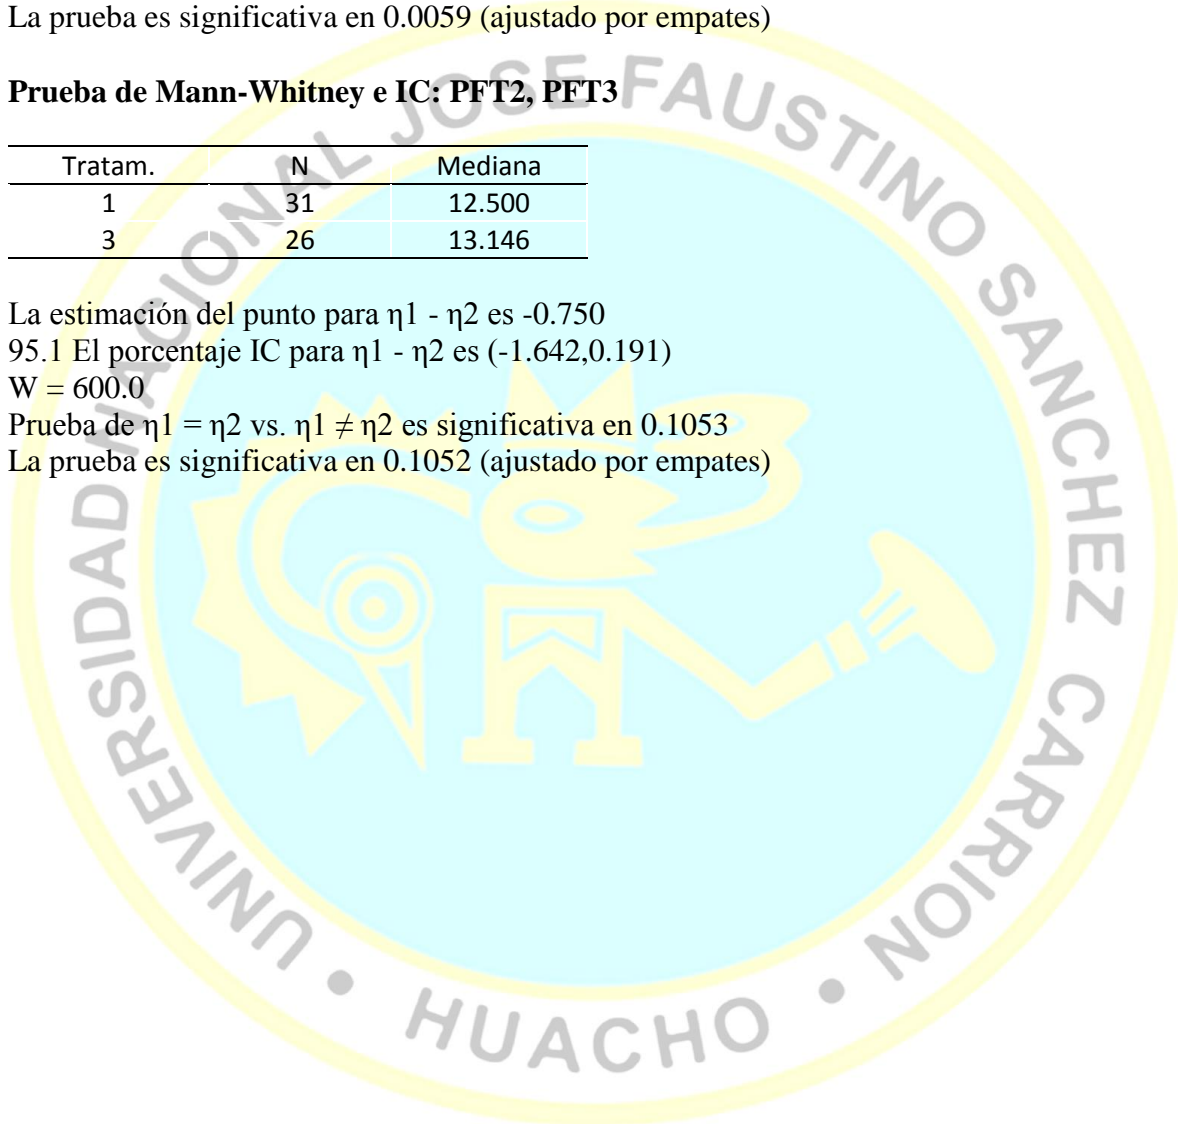 La prueba es significativa en 0.0059 (ajustado por empates)
Prueba de Mann-Whitney e IC: PFT2, PFT3
Tratam. N Mediana
1 31 12.500
3 26 13.146
La estimación del punto para η1 - η2 es -0.750
95.1 El porcentaje IC para η1 - η2 es (-1.642,0.191)
W = 600.0
Prueba de η1 = η2 vs. η1 ≠ η2 es significativa en 0.1053
La prueba es significativa en 0.1052 (ajustado por empates)
UNIVERSIDAD NACIONAL JOSE FAUSTINO SANCHEZ CARRION • HUACHO •